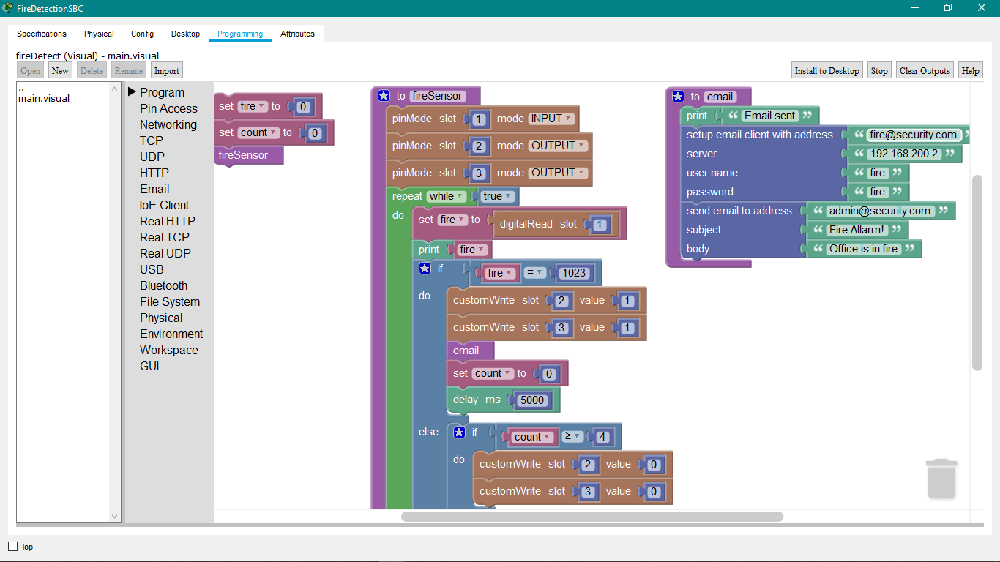 FireDetectionSBC
Specifications Physical Config Desktop Programming Attributes
fireDetect (Visual) - main.visual
Open New Delete Rename Import Install to Desktop Stop Clear Outputs Help
..
main.visual
Program
Pin Access
Networking
TCP
UDP
HTTP
Email
IoE Client
Real HTTP
Real TCP
Real UDP
USB
Bluetooth
File System
Physical
Environment
Workspace
GUI
set fire to 0
set count to 0
fireSensor
to fireSensor
pinMode slot 1 mode INPUT
pinMode slot 2 mode OUTPUT
pinMode slot 3 mode OUTPUT
repeat while true
do set fire to digitalRead slot 1
print fire
if fire = 1023
do customWrite slot 2 value 1
customWrite slot 3 value 1
email
set count to 0
delay ms 5000
else if count ≥ 4
do customWrite slot 2 value 0
customWrite slot 3 value 0
to email
print “ Email sent ”
setup email client with address “ fire@security.com ”
server “ 192.168.200.2 ”
user name “ fire ”
password “ fire ”
send email to address “ admin@security.com ”
subject “ Fire Allarm! ”
body “ Office is in fire ”
Top